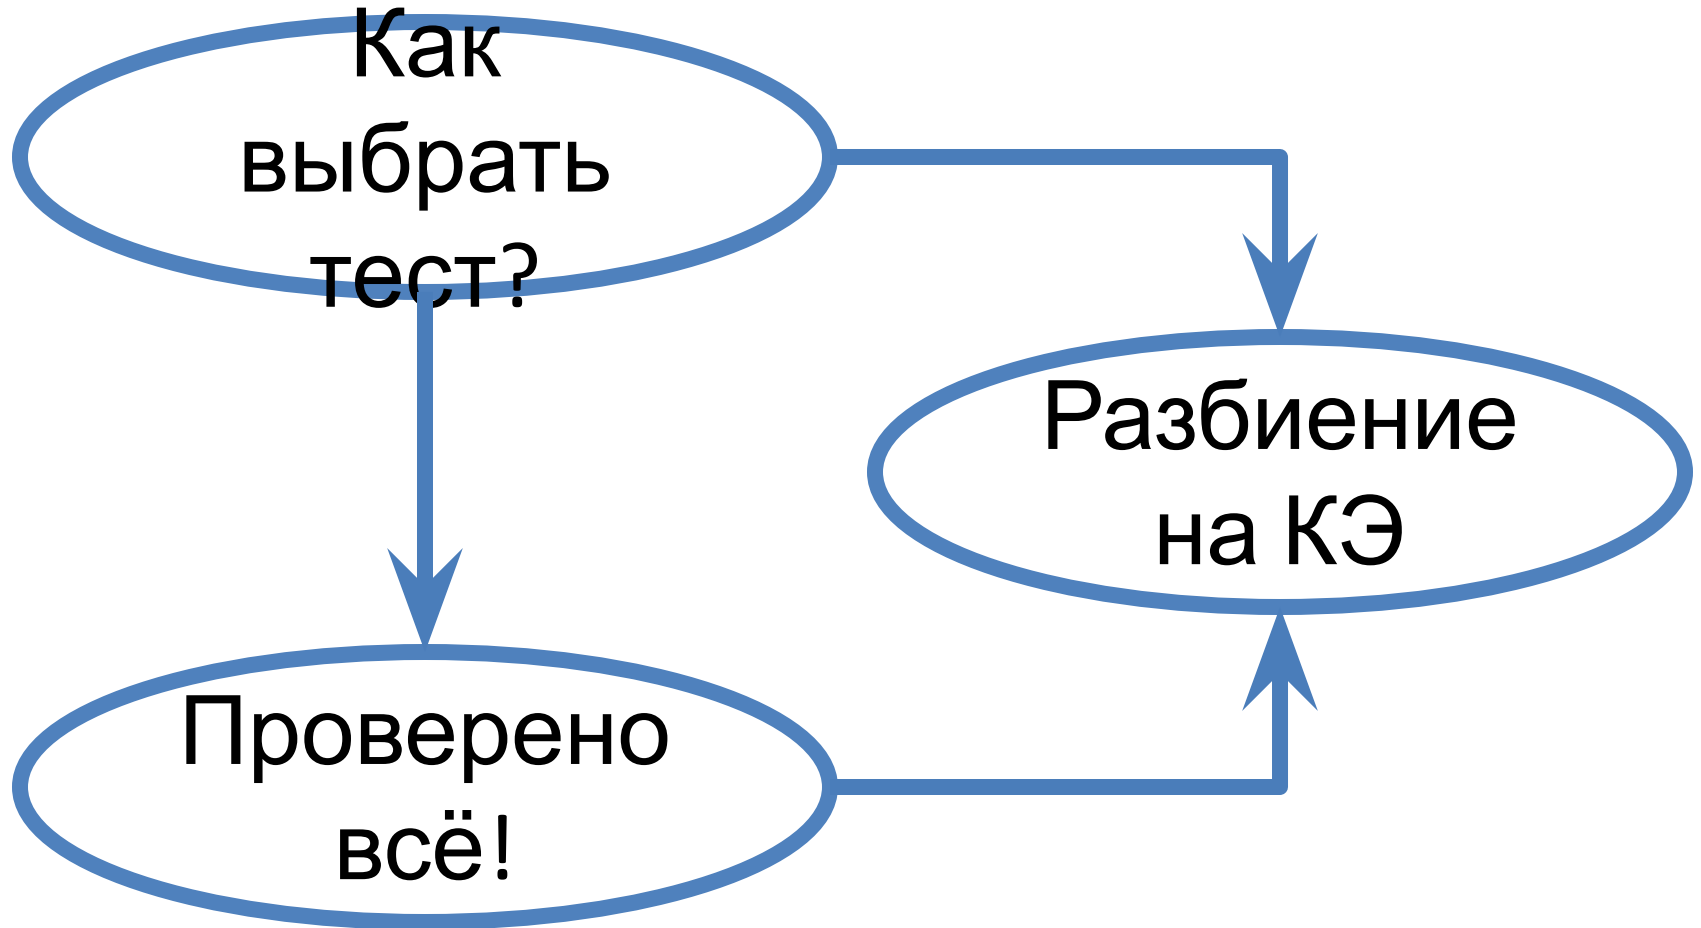 Как
выбрать
тест?
Разбиение
на КЭ
Проверено
всё!